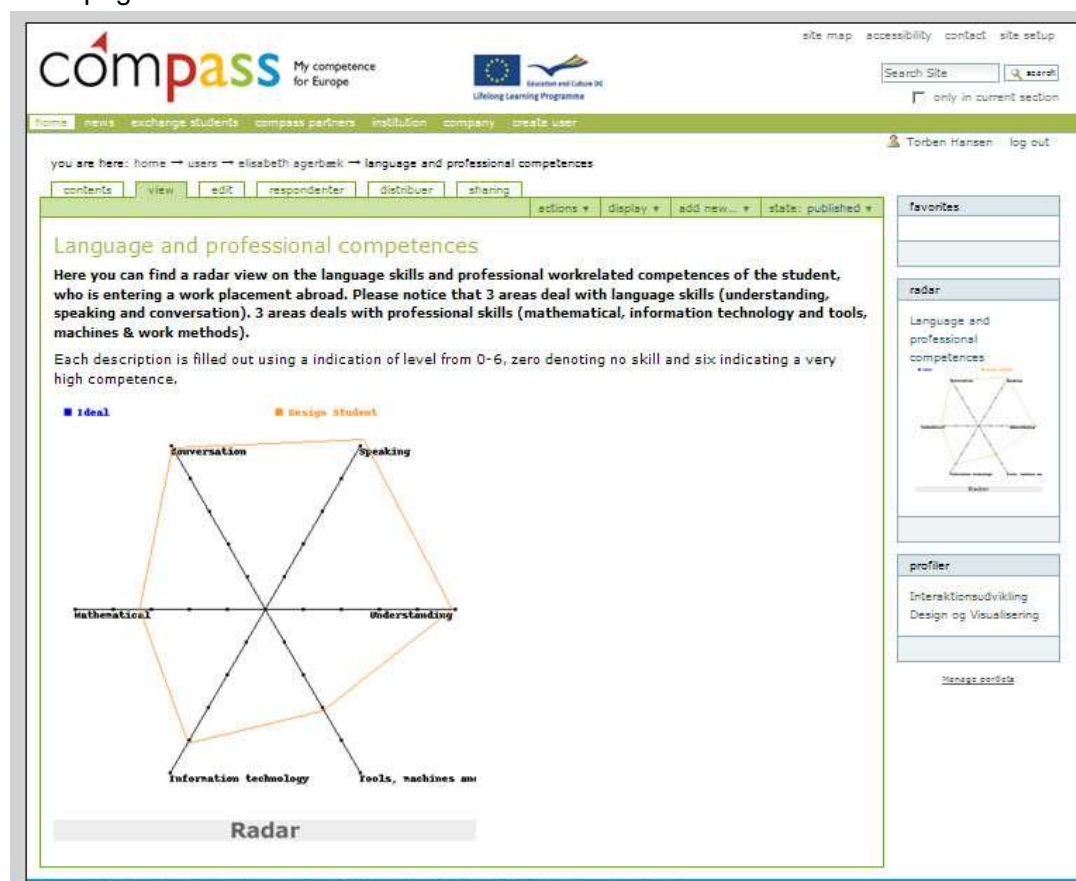 site map accessibility contact site setup
compass My competence
for Europe
Education and Culture DG
Lifelong Learning Programme
Search Site search
only in current section
home news exchange students compass partners institution company create user
Torben Hansen log out
you are here: home → users → elisabeth agerbæk → language and professional competences
contents view edit respondenter distribuer sharing
actions ▾ display ▾ add new... ▾ state: published ▾
Language and professional competences
Here you can find a radar view on the language skills and professional workrelated competences of the student,
who is entering a work placement abroad. Please notice that 3 areas deal with language skills (understanding,
speaking and conversation). 3 areas deals with professional skills (mathematical, information technology and tools,
machines & work methods).
Each description is filled out using a indication of level from 0-6, zero denoting no skill and six indicating a very
high competence.
Ideal Design Student
Conversation Speaking
Mathematical Understanding
Information technology Tools, machines and
Radar
favorites
radar
Language and
professional
competences
Radar
profiler
Interaktionsudvikling
Design og Visualisering
Manage portlets